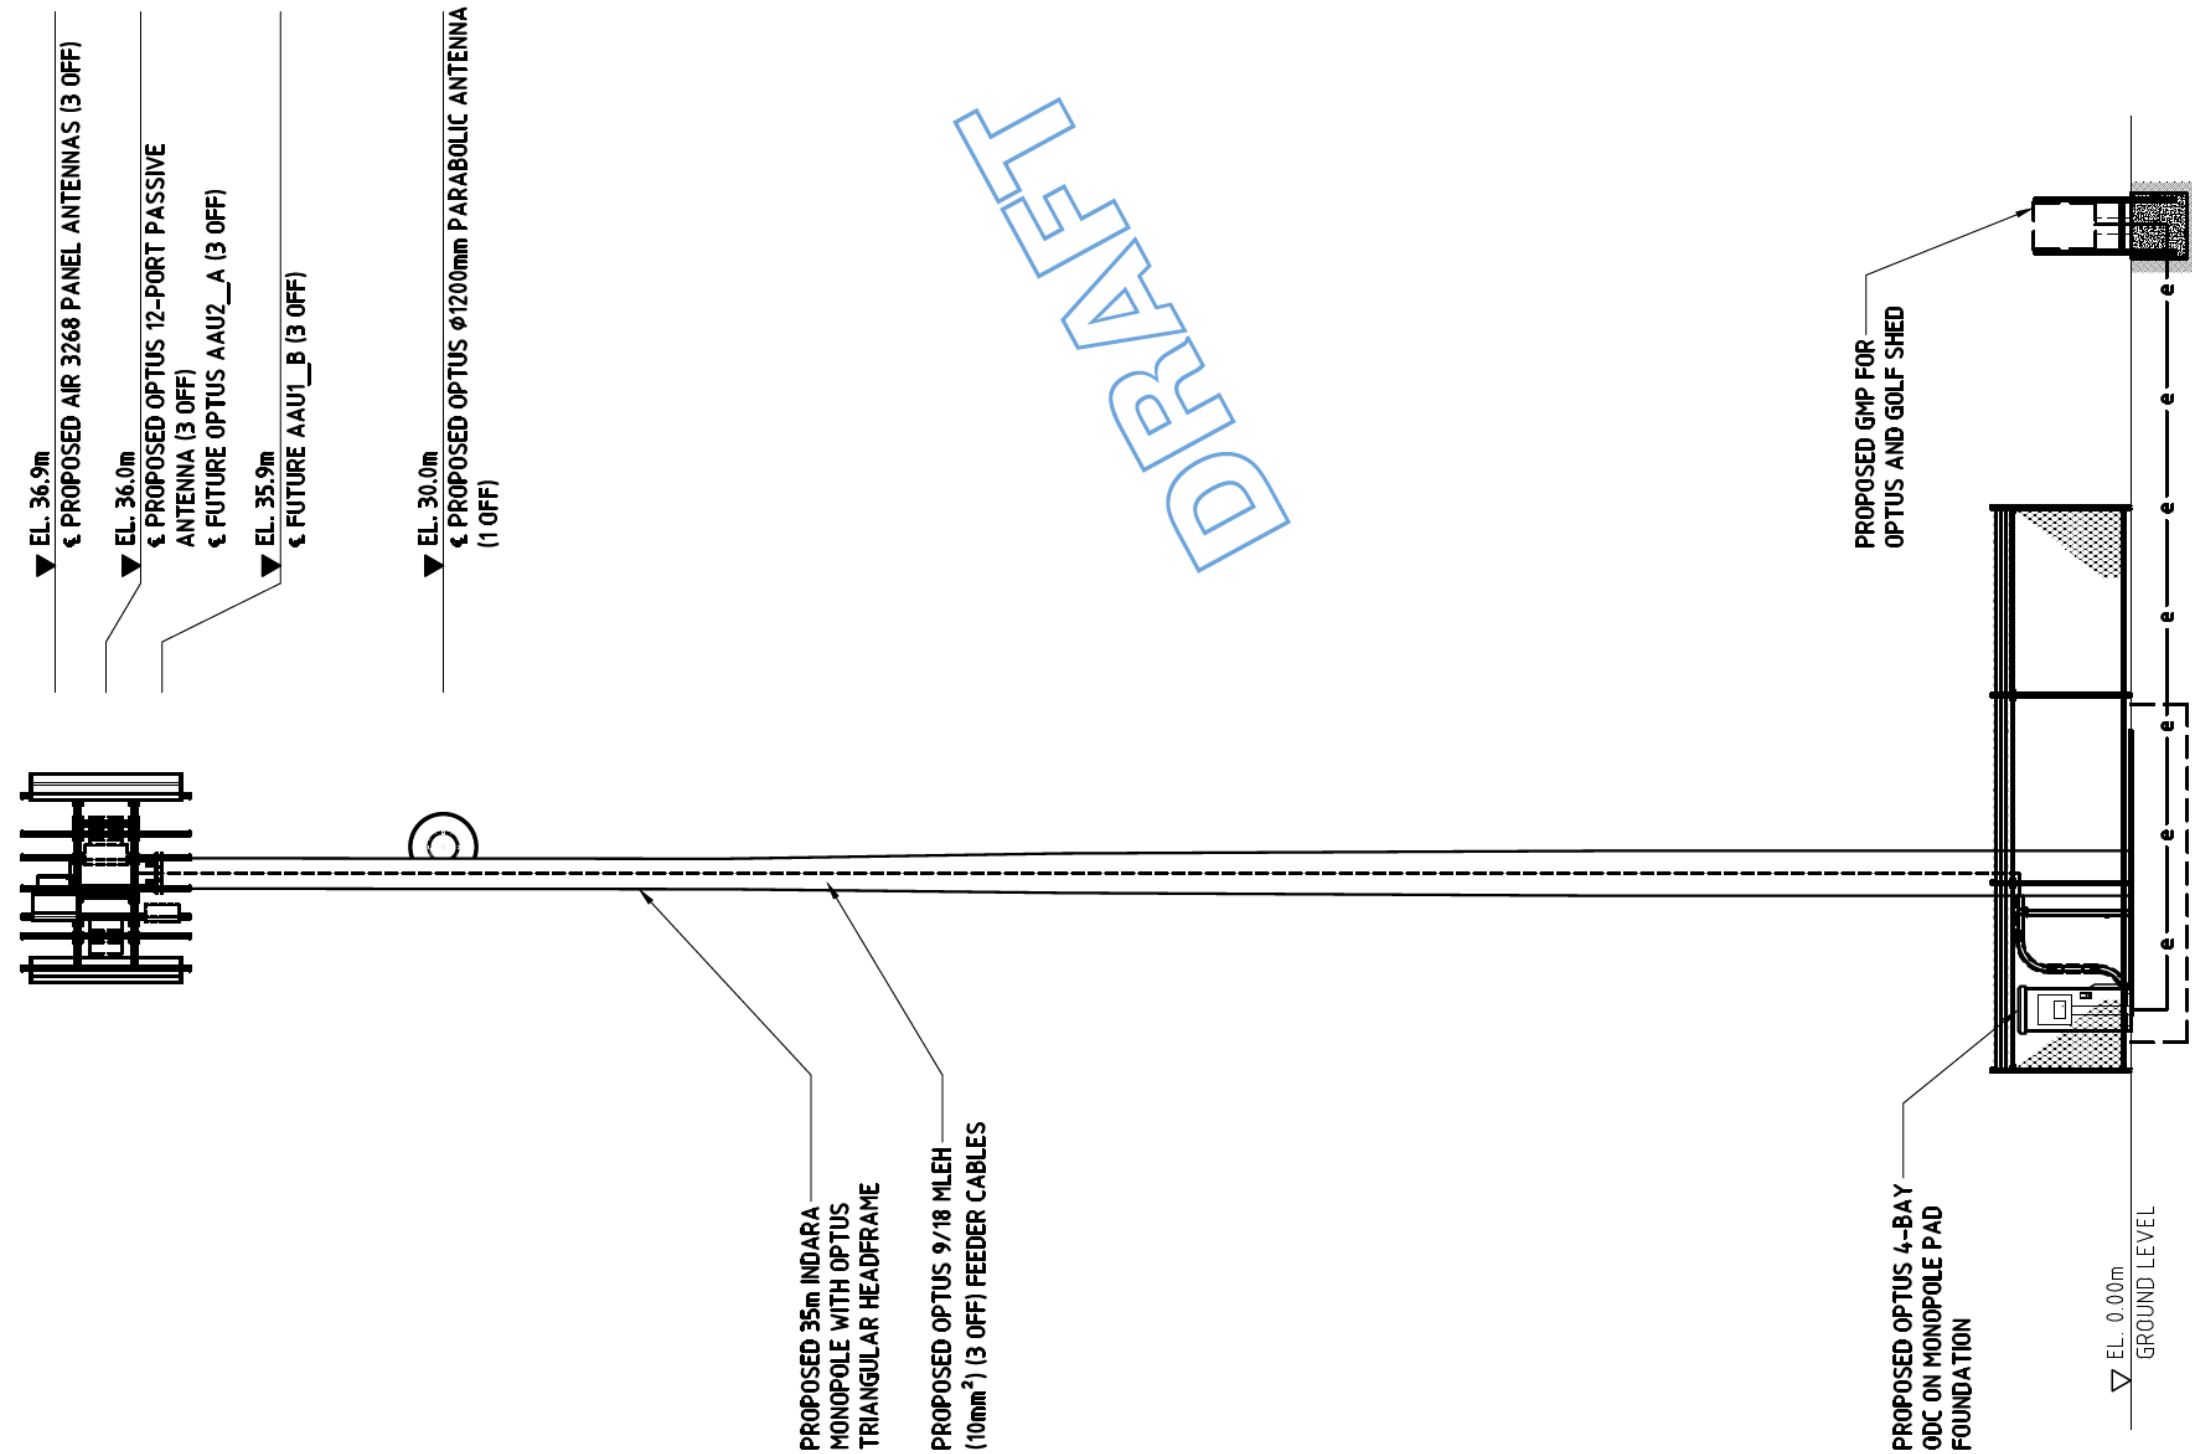 ▼ EL. 36.9m
℄ PROPOSED AIR 3268 PANEL ANTENNAS (3 OFF)
▼ EL. 36.0m
℄ PROPOSED OPTUS 12-PORT PASSIVE
ANTENNA (3 OFF)
℄ FUTURE OPTUS AAU2_A (3 OFF)
▼ EL. 35.9m
℄ FUTURE AAU1_B (3 OFF)
▼ EL. 30.0m
℄ PROPOSED OPTUS ⌀1200mm PARABOLIC ANTENNA
(1 OFF)
PROPOSED 35m INDARA
MONOPOLE WITH OPTUS
TRIANGULAR HEADFRAME
PROPOSED OPTUS 9/18 MLEH
(10mm²) (3 OFF) FEEDER CABLES
DRAFT
PROPOSED GMP FOR
OPTUS AND GOLF SHED
PROPOSED OPTUS 4-BAY
ODC ON MONOPOLE PAD
FOUNDATION
▽ EL. 0.00m
GROUND LEVEL
e e e e e e e